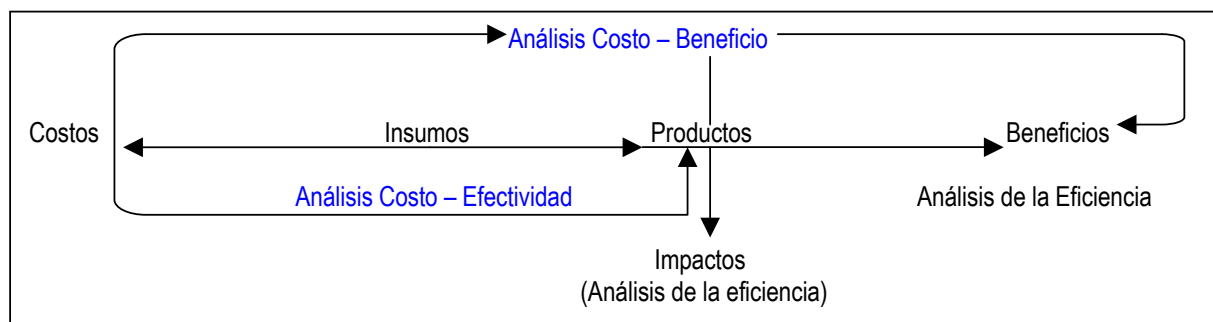 Análisis Costo – Beneficio
Costos
Insumos
Productos
Beneficios
Análisis Costo – Efectividad
Análisis de la Eficiencia
Impactos
(Análisis de la eficiencia)